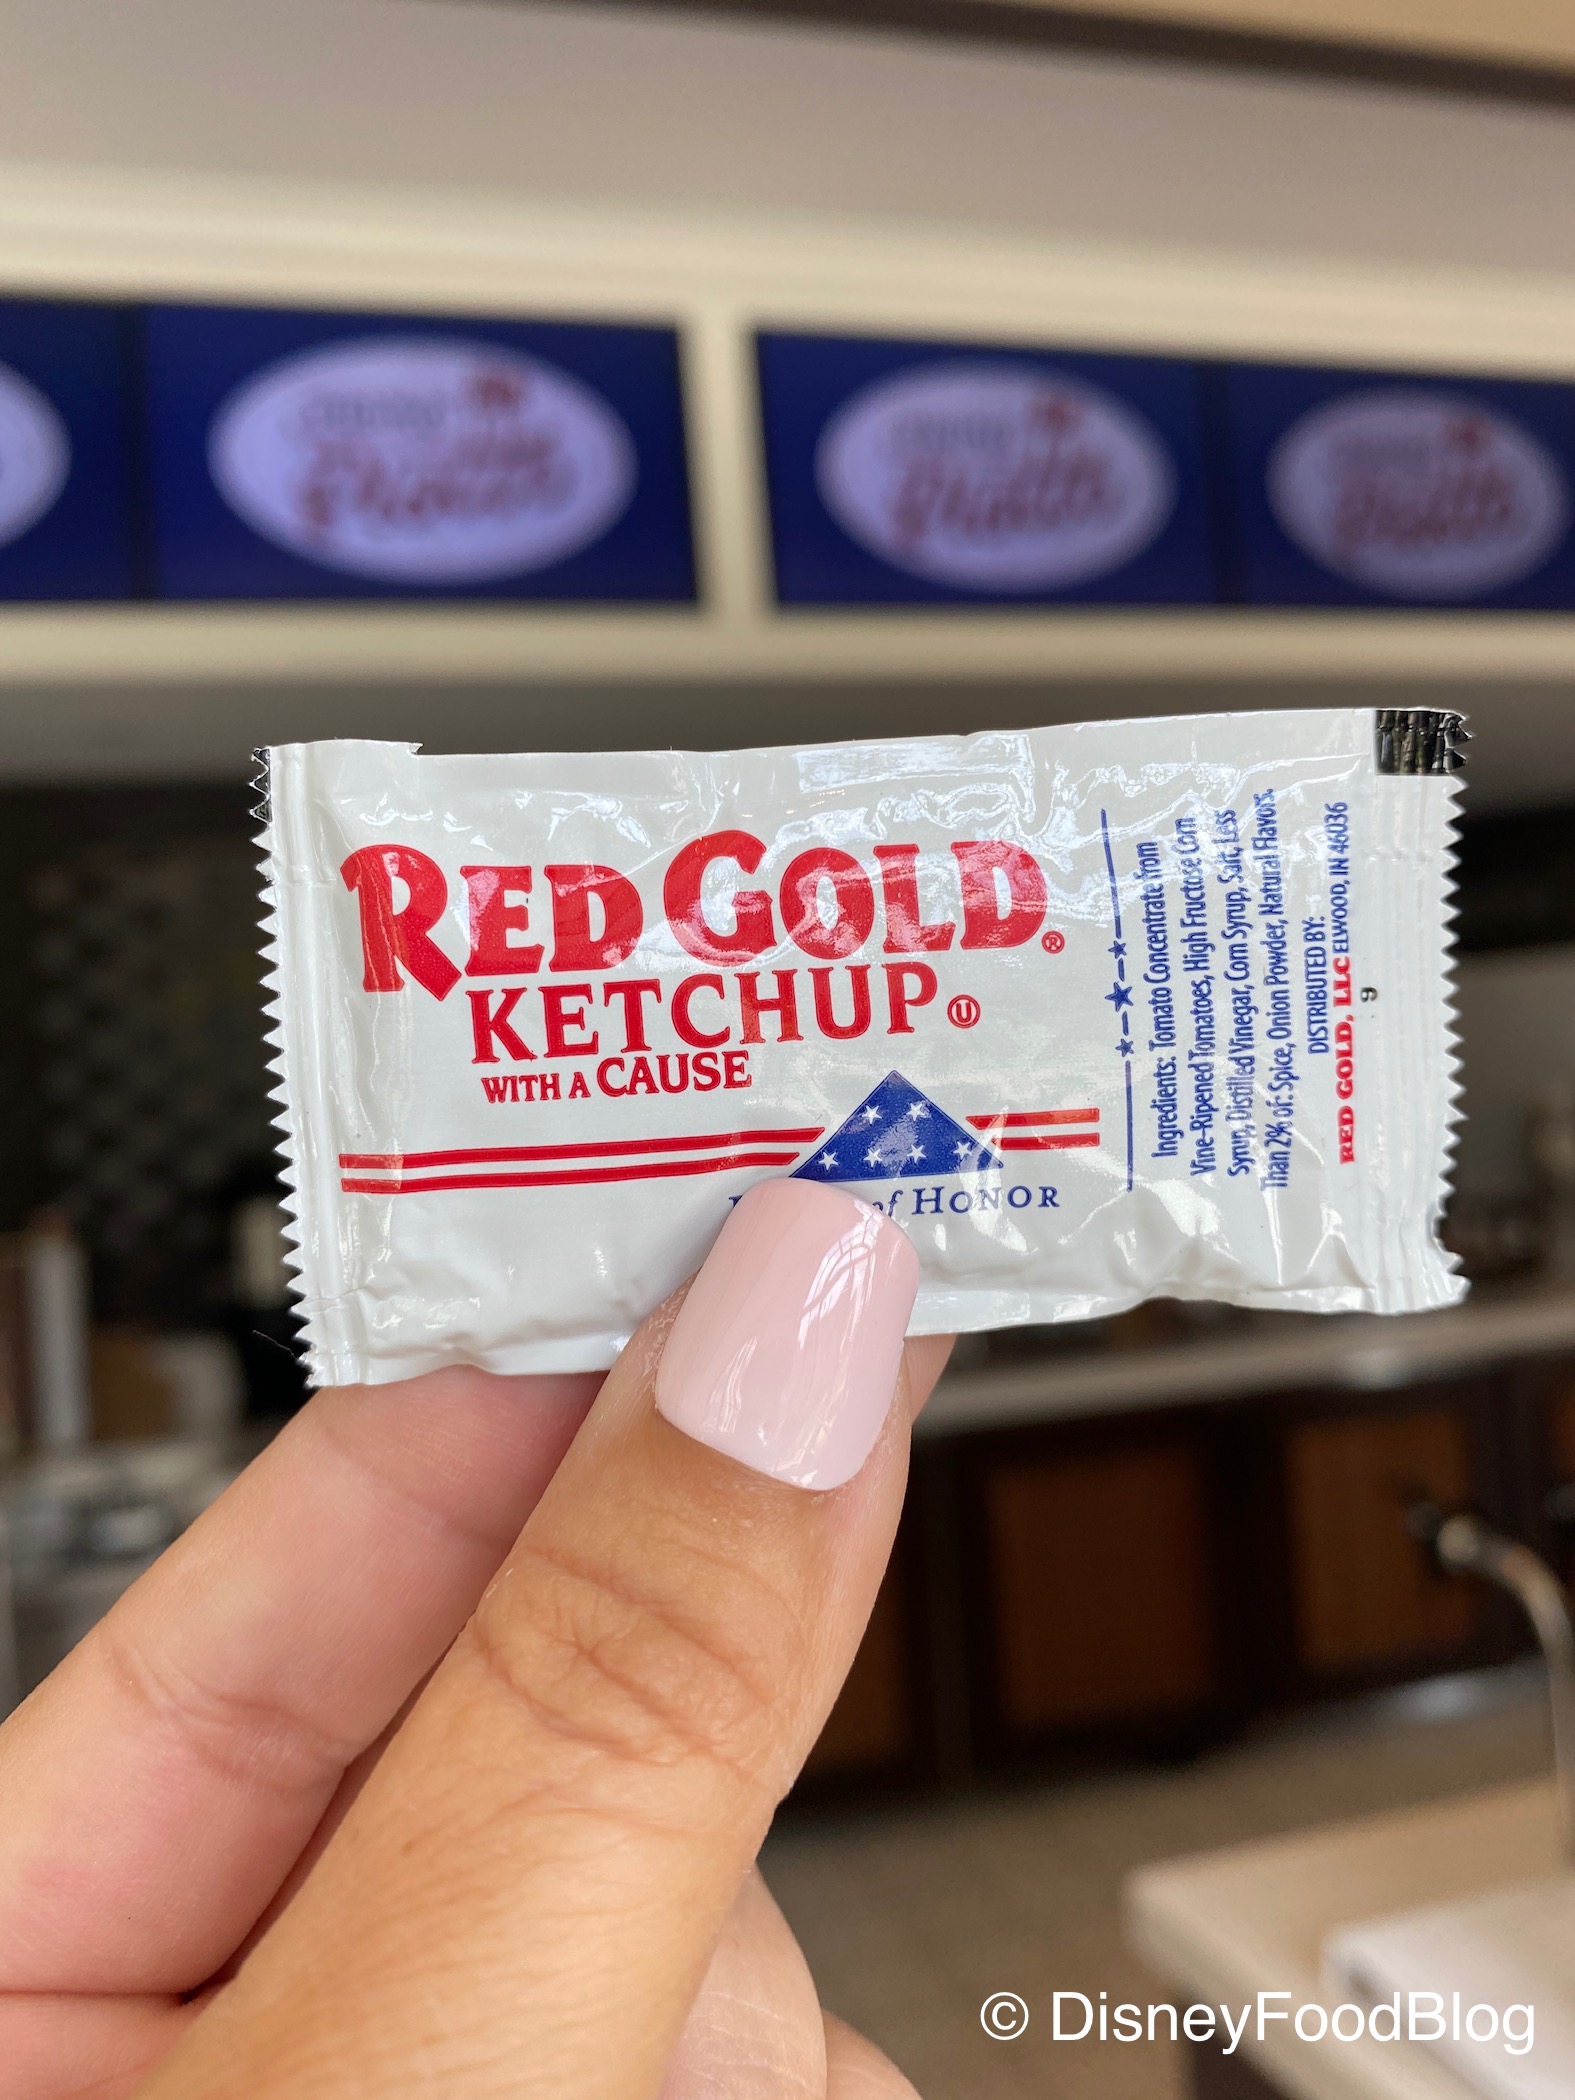 RED GOLD®
KETCHUP Ⓤ
WITH A CAUSE
of HONOR
Ingredients: Tomato Concentrate from
Vine-Ripened Tomatoes, High Fructose Corn
Syrup, Distilled Vinegar, Corn Syrup, Salt, Less
Than 2% of: Spice, Onion Powder, Natural Flavors.
DISTRIBUTED BY:
RED GOLD, LLC ELWOOD, IN 46036
9
© DisneyFoodBlog